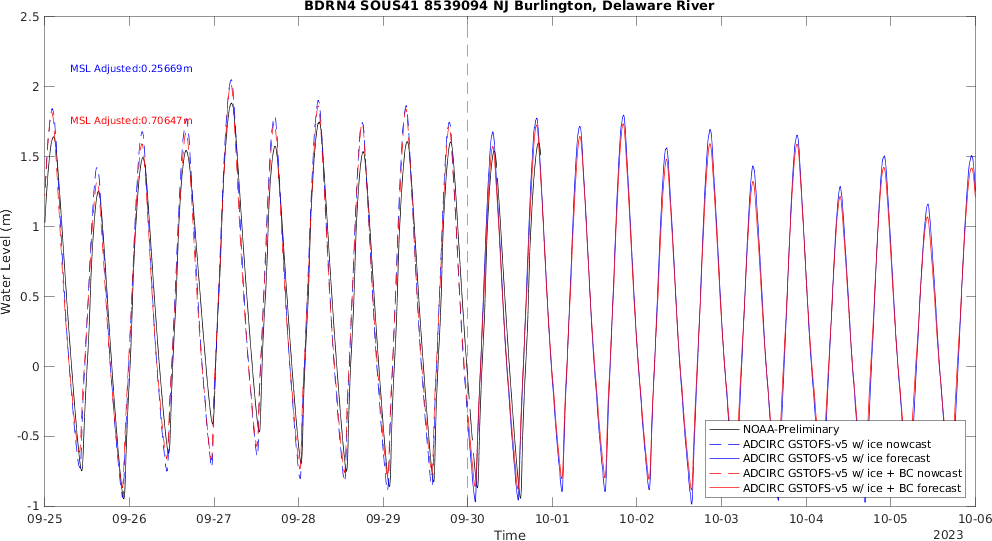 BDRN4 SOUS41 8539094 NJ Burlington, Delaware River
MSL Adjusted:0.25669m
MSL Adjusted:0.70647m
Water Level (m)
2.5
2
1.5
1
0.5
0
-0.5
-1
NOAA-Preliminary
ADCIRC GSTOFS-v5 w/ ice nowcast
ADCIRC GSTOFS-v5 w/ ice forecast
ADCIRC GSTOFS-v5 w/ ice + BC nowcast
ADCIRC GSTOFS-v5 w/ ice + BC forecast
09-25 09-26 09-27 09-28 09-29 09-30 10-01 10-02 10-03 10-04 10-05 10-06
Time
2023